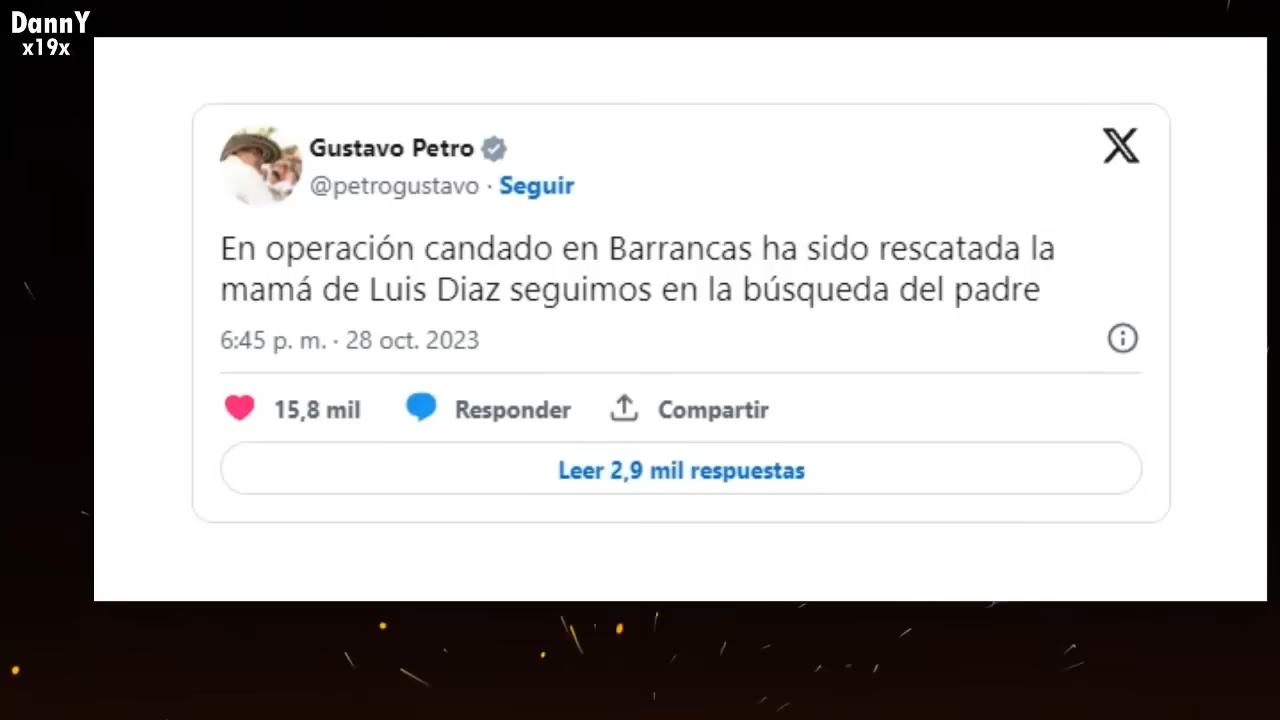 DannY
x19x
Gustavo Petro
@petrogustavo · Seguir
En operación candado en Barrancas ha sido rescatada la
mamá de Luis Diaz seguimos en la búsqueda del padre
6:45 p. m. · 28 oct. 2023
15,8 mil Responder Compartir
Leer 2,9 mil respuestas